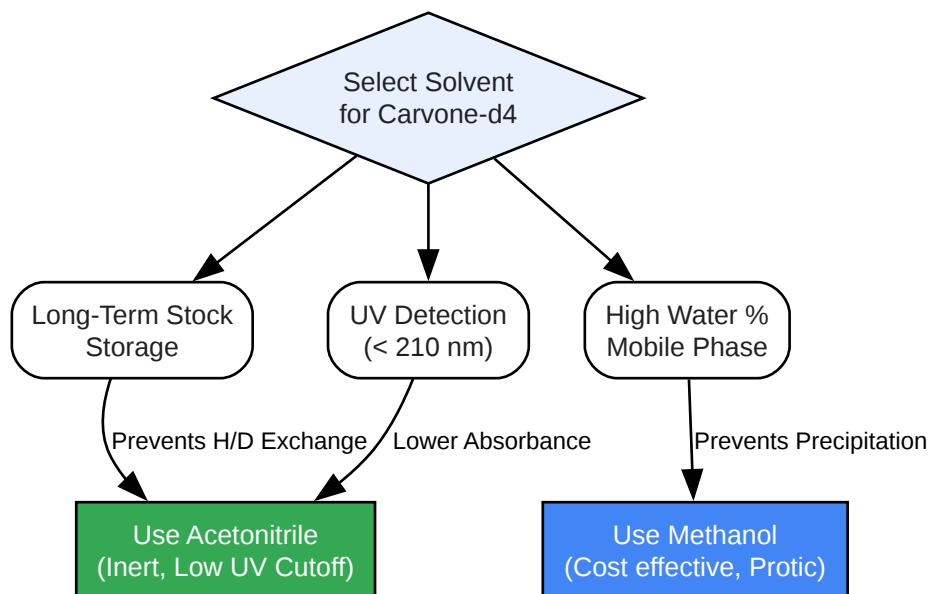 Select Solvent
for Carvone-d4
Long-Term Stock
Storage
UV Detection
(< 210 nm)
High Water %
Mobile Phase
Prevents H/D Exchange
Lower Absorbance
Prevents Precipitation
Use Acetonitrile
(Inert, Low UV Cutoff)
Use Methanol
(Cost effective, Protic)